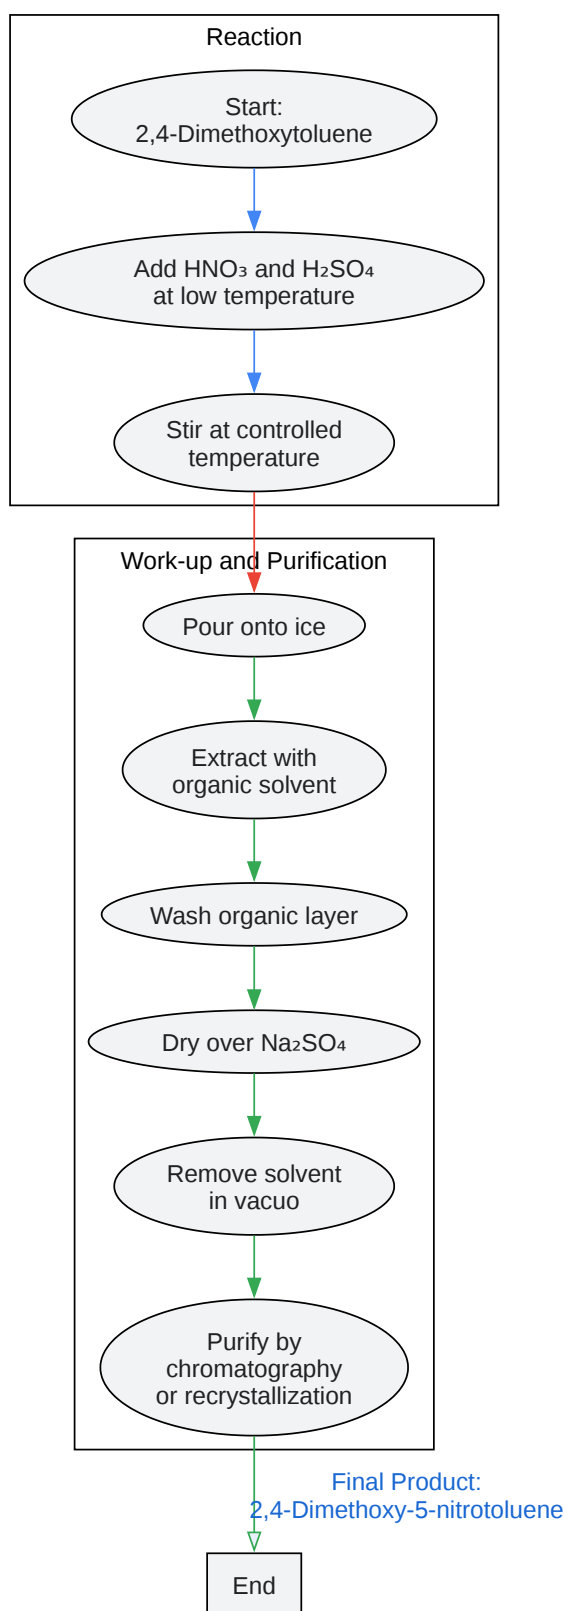 Reaction
Start:
2,4-Dimethoxytoluene
Add HNO₃ and H₂SO₄
at low temperature
Stir at controlled
temperature
Work-up and Purification
Pour onto ice
Extract with
organic solvent
Wash organic layer
Dry over Na₂SO₄
Remove solvent
in vacuo
Purify by
chromatography
or recrystallization
Final Product:
2,4-Dimethoxy-5-nitrotoluene
End